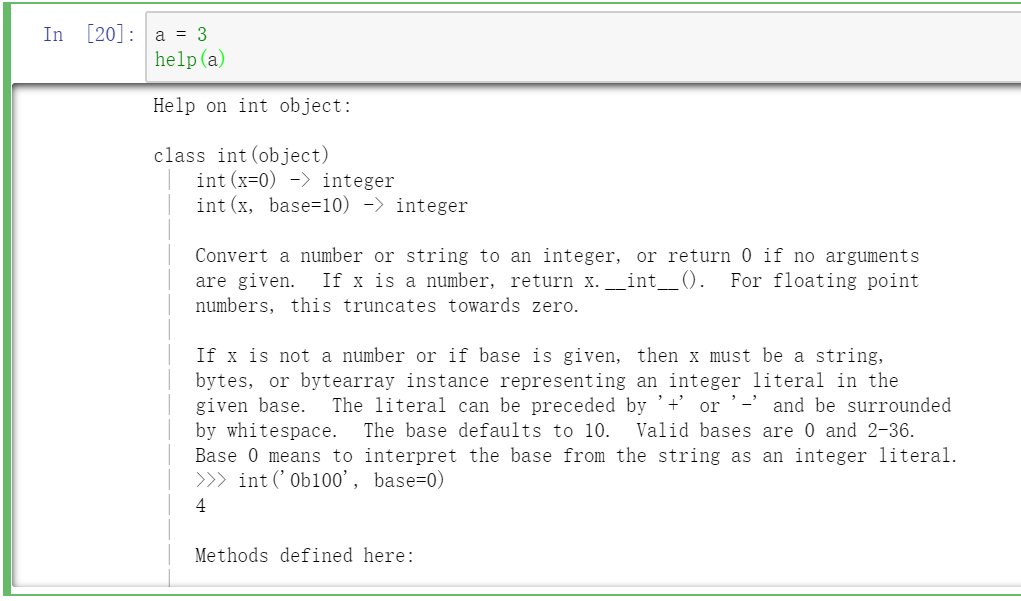 In [20]: a = 3
help(a)
Help on int object:
class int(object)
| int(x=0) -> integer
| int(x, base=10) -> integer
|
| Convert a number or string to an integer, or return 0 if no arguments
| are given.  If x is a number, return x.__int__().  For floating point
| numbers, this truncates towards zero.
|
| If x is not a number or if base is given, then x must be a string,
| bytes, or bytearray instance representing an integer literal in the
| given base.  The literal can be preceded by '+' or '-' and be surrounded
| by whitespace.  The base defaults to 10.  Valid bases are 0 and 2-36.
| Base 0 means to interpret the base from the string as an integer literal.
| >>> int('0b100', base=0)
| 4
|
| Methods defined here:
|